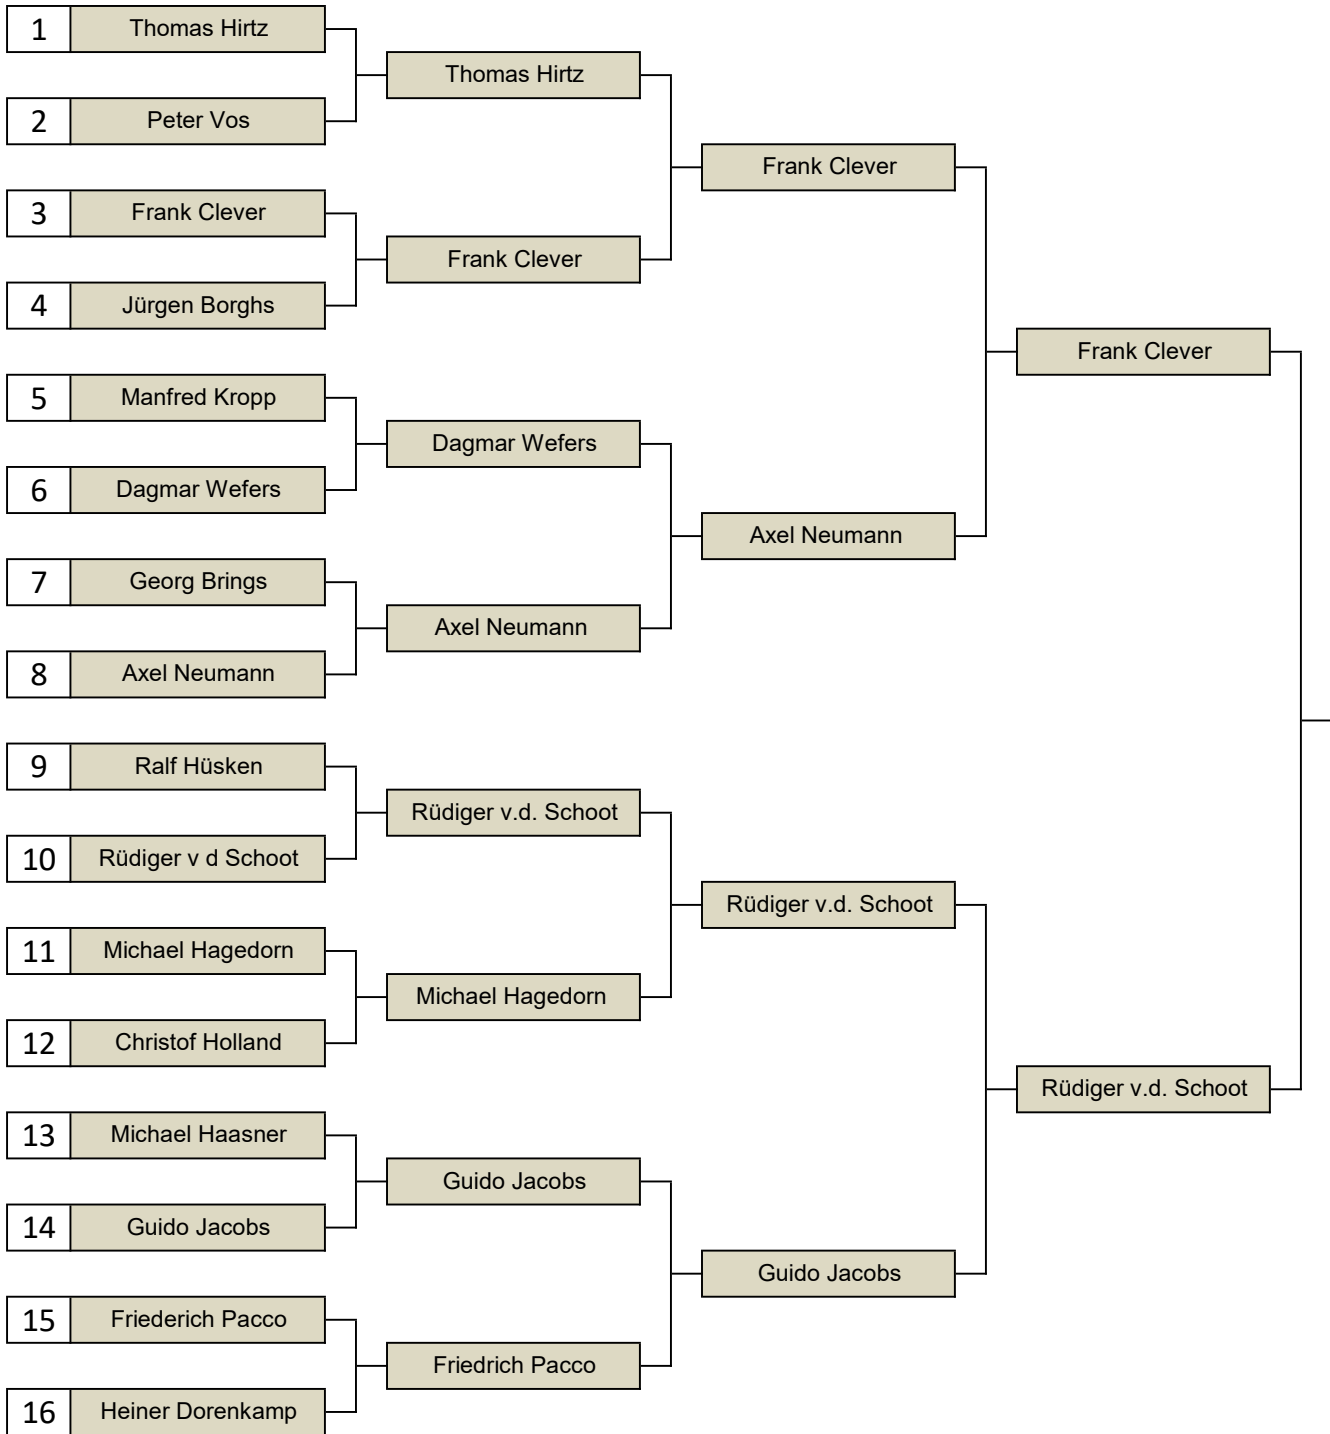 1 Thomas Hirtz
Thomas Hirtz
2 Peter Vos
Frank Clever
3 Frank Clever
Frank Clever
4 Jürgen Borghs
Frank Clever
5 Manfred Kropp
Dagmar Wefers
6 Dagmar Wefers
Axel Neumann
7 Georg Brings
Axel Neumann
8 Axel Neumann
9 Ralf Hüsken
Rüdiger v.d. Schoot
10 Rüdiger v d Schoot
Rüdiger v.d. Schoot
11 Michael Hagedorn
Michael Hagedorn
12 Christof Holland
Rüdiger v.d. Schoot
13 Michael Haasner
Guido Jacobs
14 Guido Jacobs
Guido Jacobs
15 Friederich Pacco
Friedrich Pacco
16 Heiner Dorenkamp